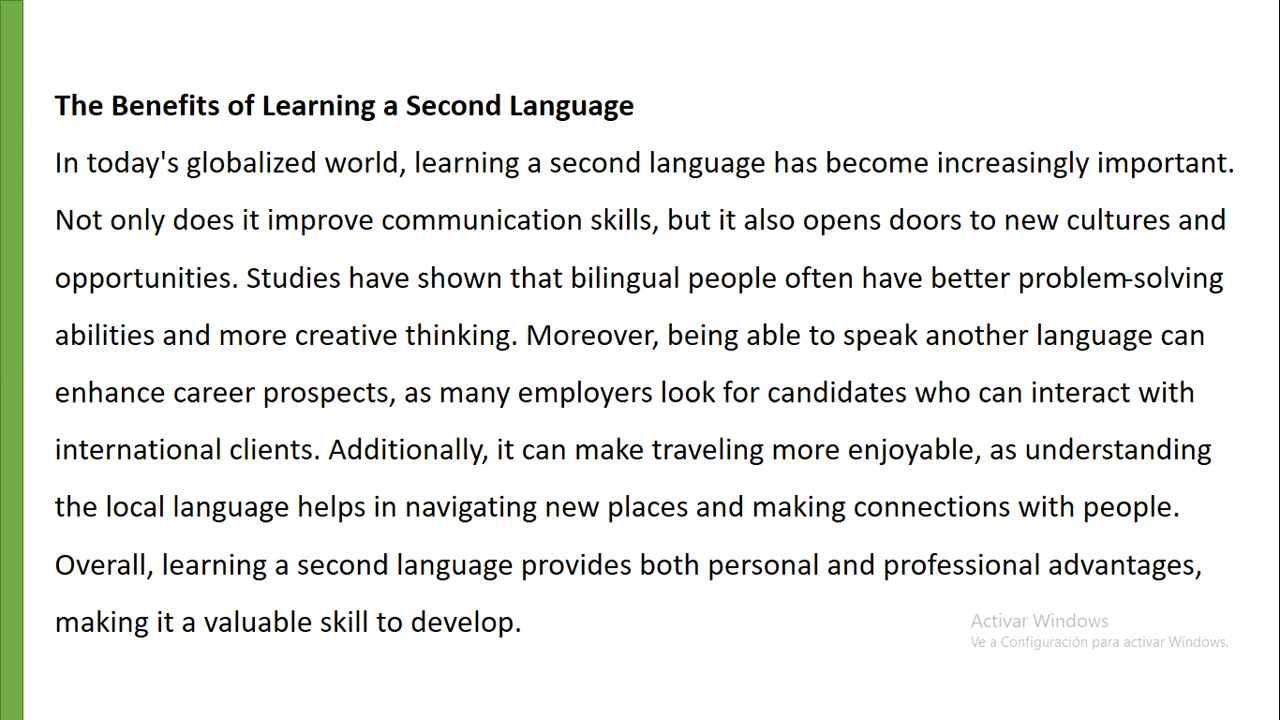 The Benefits of Learning a Second Language
In today's globalized world, learning a second language has become increasingly important.
Not only does it improve communication skills, but it also opens doors to new cultures and
opportunities. Studies have shown that bilingual people often have better problem-solving
abilities and more creative thinking. Moreover, being able to speak another language can
enhance career prospects, as many employers look for candidates who can interact with
international clients. Additionally, it can make traveling more enjoyable, as understanding
the local language helps in navigating new places and making connections with people.
Overall, learning a second language provides both personal and professional advantages,
making it a valuable skill to develop.
Activar Windows
Ve a Configuración para activar Windows.